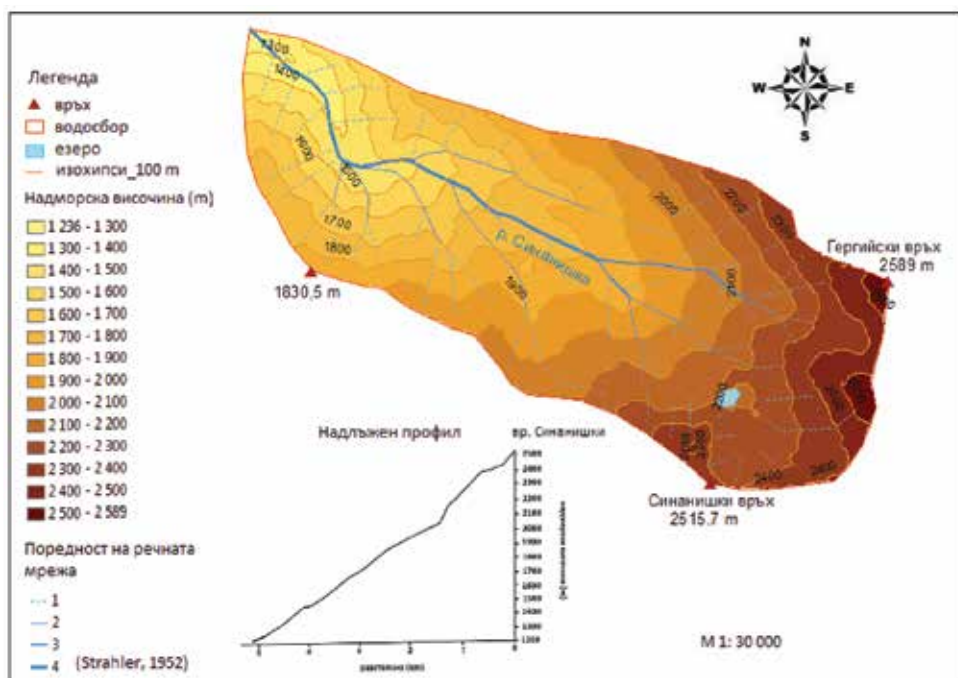 Легенда
връх
водосбор
езеро
изохипси_100 m
Надморска височина (m)
1 236 - 1 300
1 300 - 1 400
1 400 - 1 500
1 500 - 1 600
1 600 - 1 700
1 700 - 1 800
1 800 - 1 900
1 900 - 2 000
2 000 - 2 100
2 100 - 2 200
2 200 - 2 300
2 300 - 2 400
2 400 - 2 500
2 500 - 2 589
Поредност на речната
мрежа
1
2
3
4 (Strahler, 1952)
N
W E
S
1300
1400
1600
1500
1700
1800
1900
2000
2200
2100
2400
р. Синанишка
1830,5 m
Гергийски връх
2589 m
Синанишки връх
2515.7 m
Надлъжен профил
вр. Синанишки
М 1: 30 000